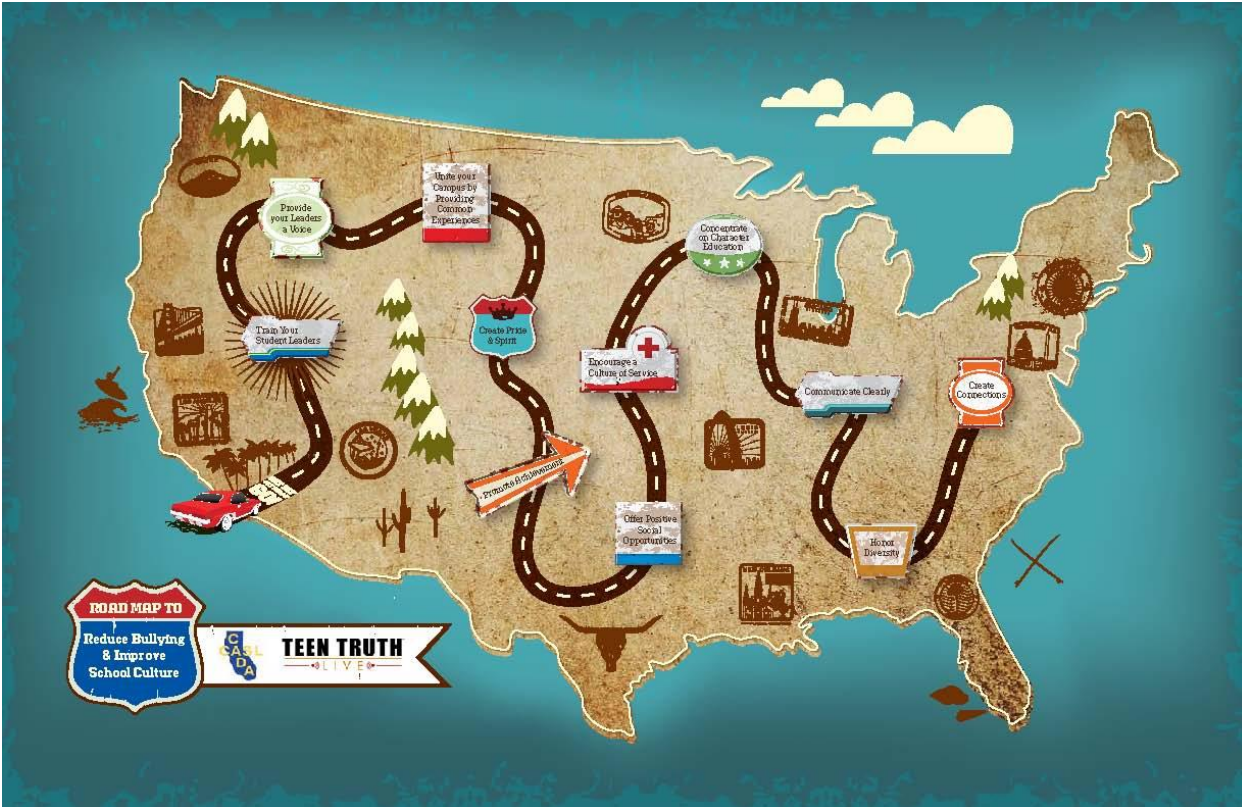 Provide
your Leaders
a Voice
Unite your
Campus by
Providing
Common
Experiences
Concentrate
on Character
Education
Train Your
Student Leaders
Create Pride
& Spirit
Encourage a
Culture of Service
Communicate Clearly
Create
Connections
Promote Achievement
Offer Positive
Social
Opportunities
Honor
Diversity
ROAD MAP TO
Reduce Bullying
& Improve
School Culture
CASL
CADA
TEEN TRUTH
LIVE